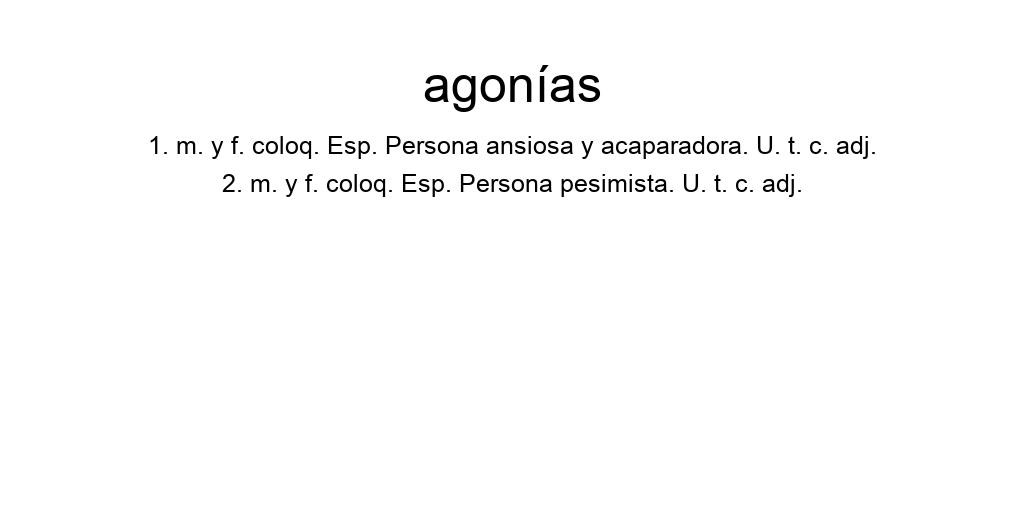 agonías
1. m. y f. coloq. Esp. Persona ansiosa y acaparadora. U. t. c. adj.
2. m. y f. coloq. Esp. Persona pesimista. U. t. c. adj.